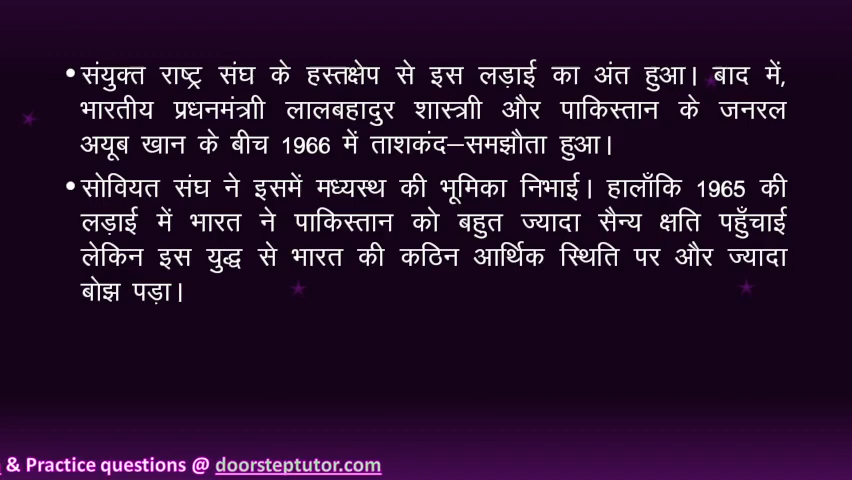 • संयुक्त राष्ट्र संघ के हस्तक्षेप से इस लड़ाई का अंत हुआ। बाद में,
भारतीय प्रधनमंत्राी लालबहादुर शास्त्राी और पाकिस्तान के जनरल
अयूब खान के बीच 1966 में ताशकंद–समझौता हुआ।
• सोवियत संघ ने इसमें मध्यस्थ की भूमिका निभाई। हालाँकि 1965 की
लड़ाई में भारत ने पाकिस्तान को बहुत ज्यादा सैन्य क्षति पहुँचाई
लेकिन इस युद्ध से भारत की कठिन आर्थिक स्थिति पर और ज्यादा
बोझ पड़ा।
& Practice questions @ doorsteptutor.com